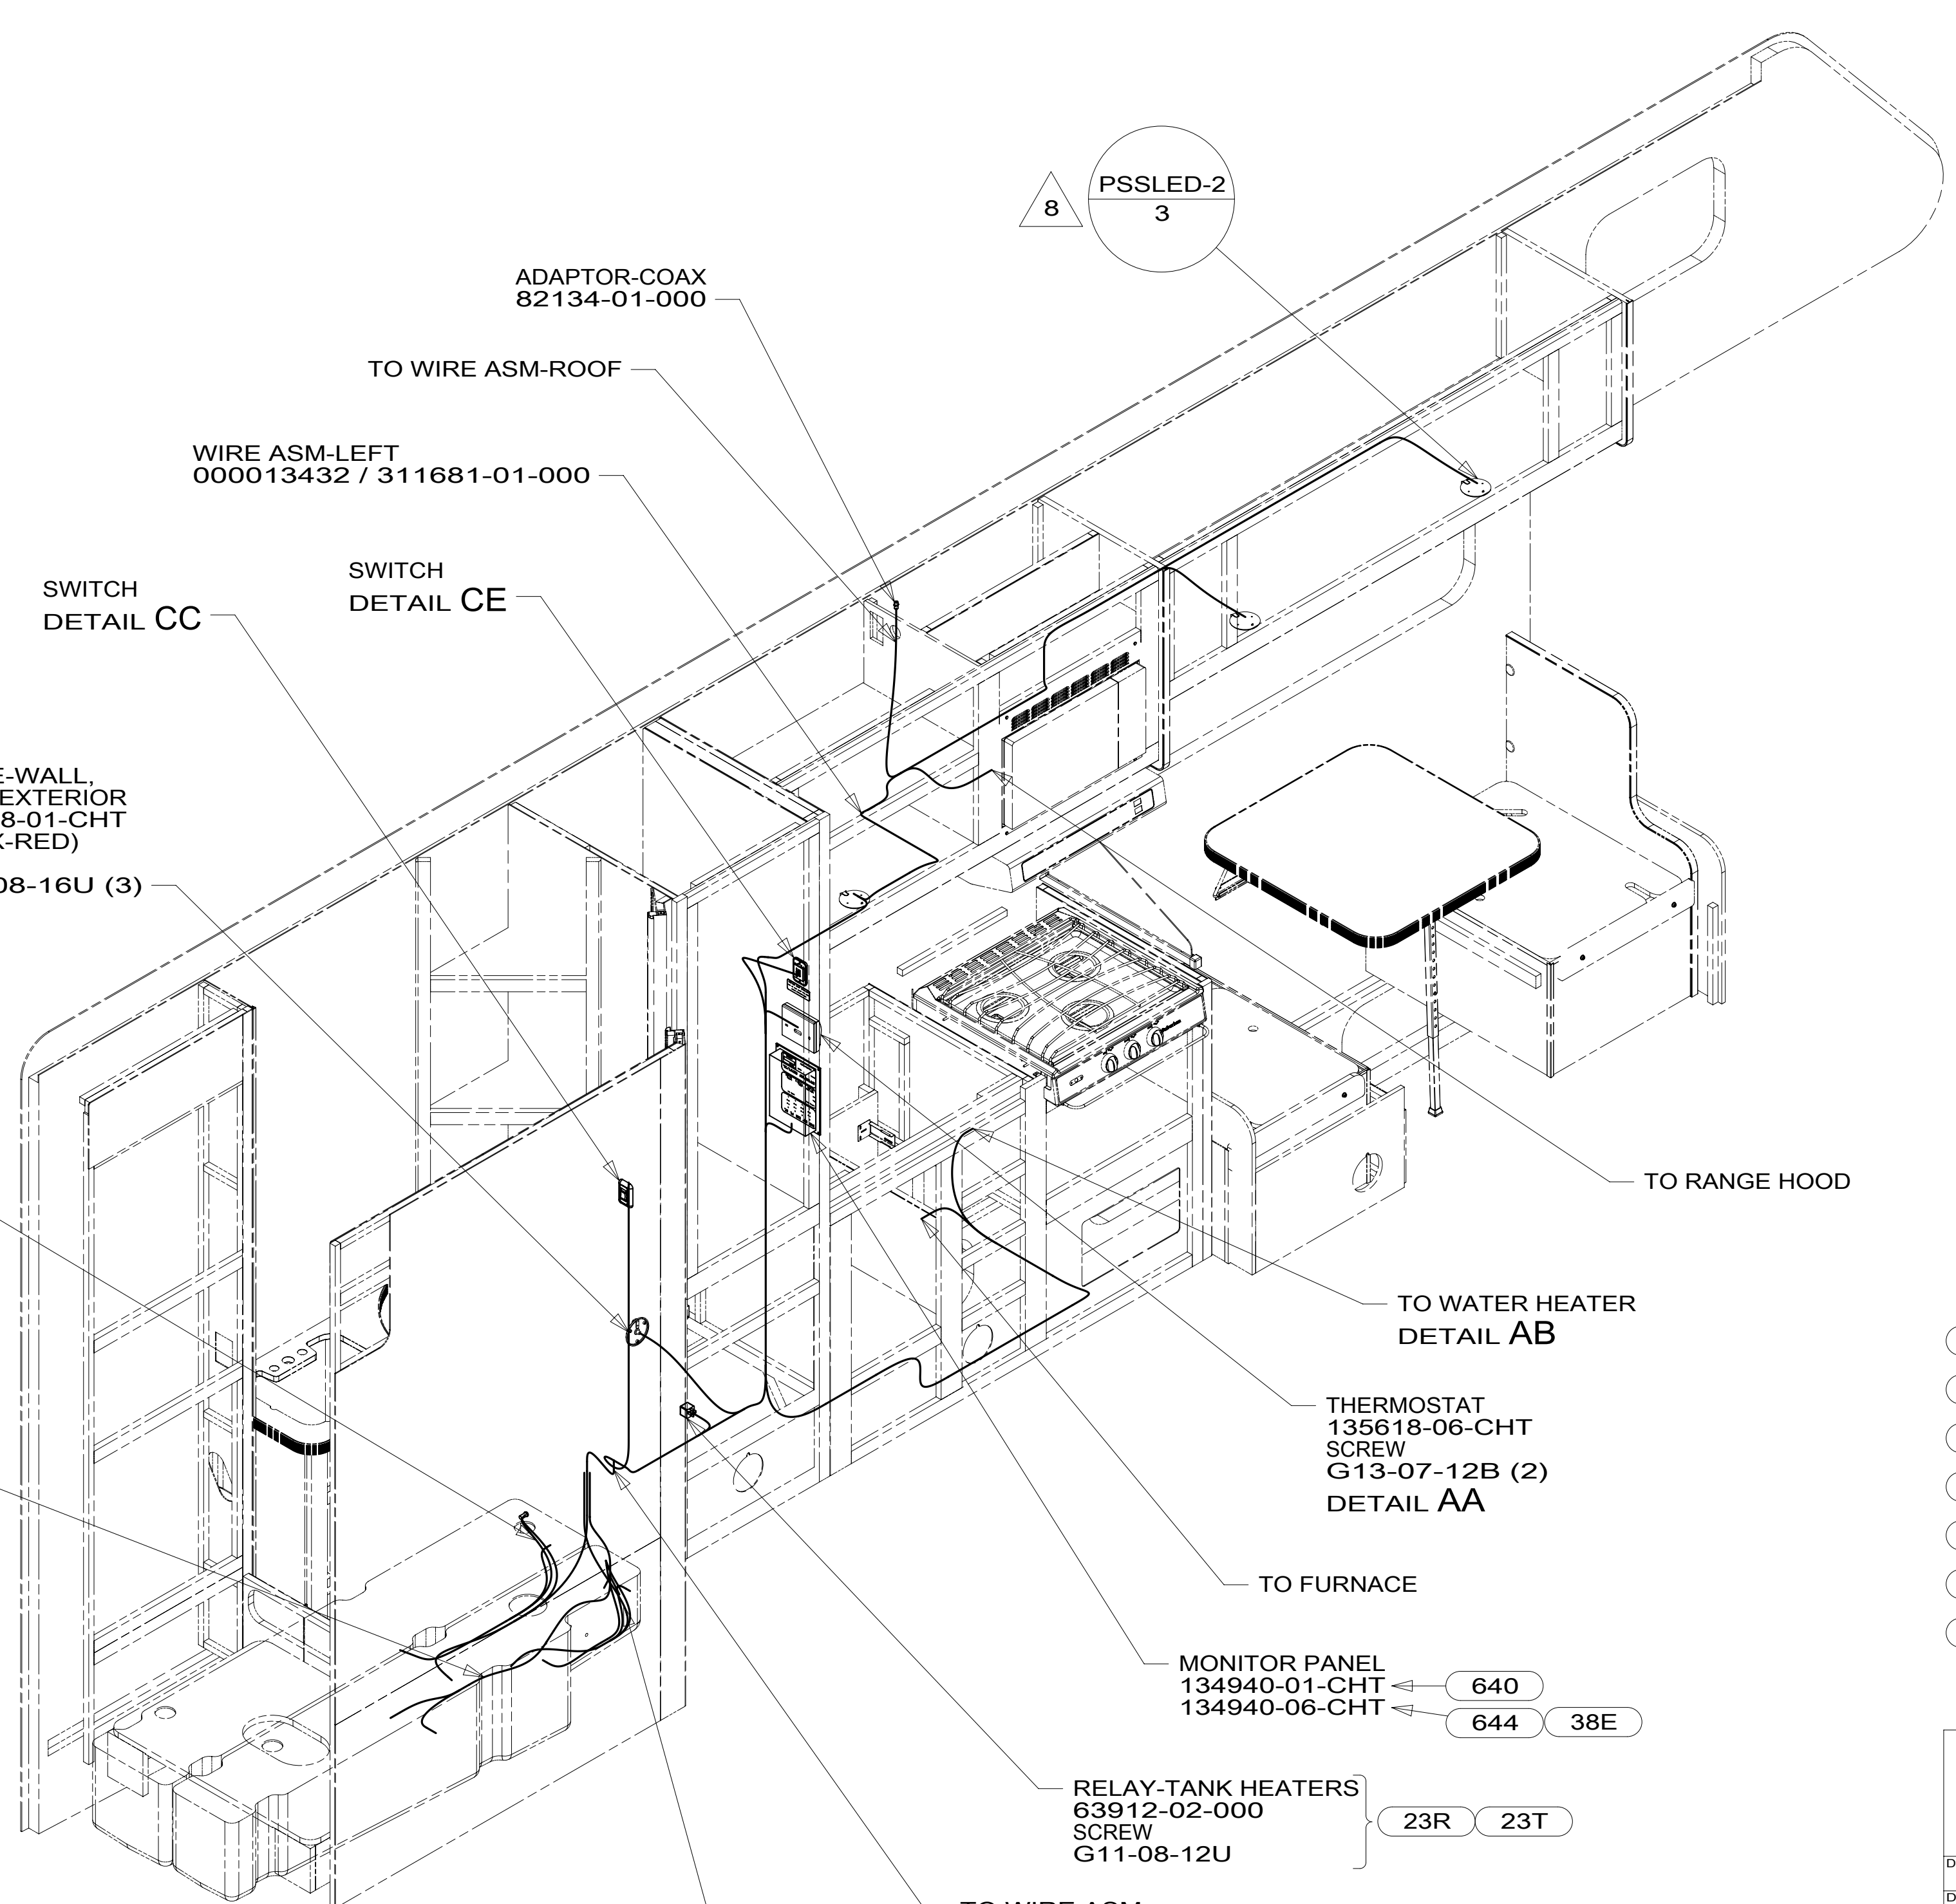 PSSLED-2
3
8
ADAPTOR-COAX
82134-01-000
TO WIRE ASM-ROOF
WIRE ASM-LEFT
000013432 / 311681-01-000
SWITCH
DETAIL CE
SWITCH
DETAIL CC
E-WALL,
EXTERIOR
8-01-CHT
K-RED)
08-16U (3)
TO RANGE HOOD
TO WATER HEATER
DETAIL AB
THERMOSTAT
135618-06-CHT
SCREW
G13-07-12B (2)
DETAIL AA
TO FURNACE
MONITOR PANEL
134940-01-CHT
640
134940-06-CHT
644
38E
RELAY-TANK HEATERS
63912-02-000
SCREW
G11-08-12U
23R
23T
TO WIRE ASM
D
D